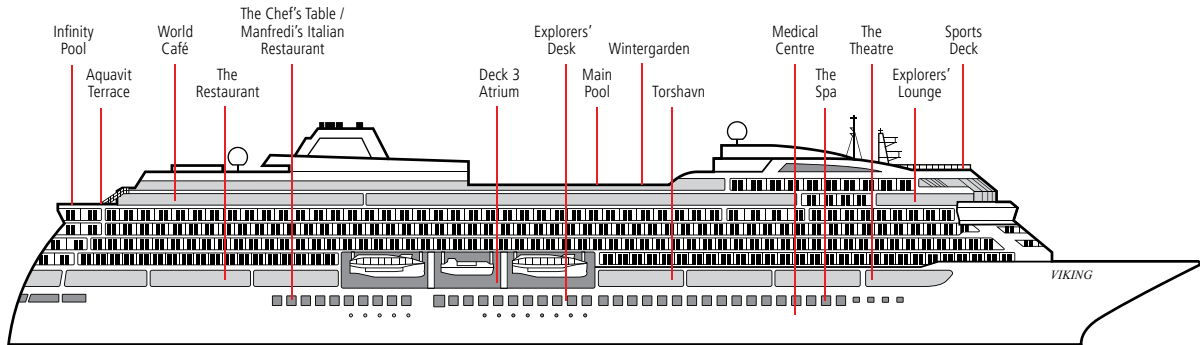 Infinity
Pool
Aquavit
Terrace
World
Café
The
Restaurant
The Chef's Table /
Manfredi's Italian
Restaurant
Deck 3
Atrium
Explorers'
Desk
Main
Pool
Wintergarden
Torshavn
Medical
Centre
The
Spa
The
Theatre
Explorers'
Lounge
Sports
Deck
VIKING